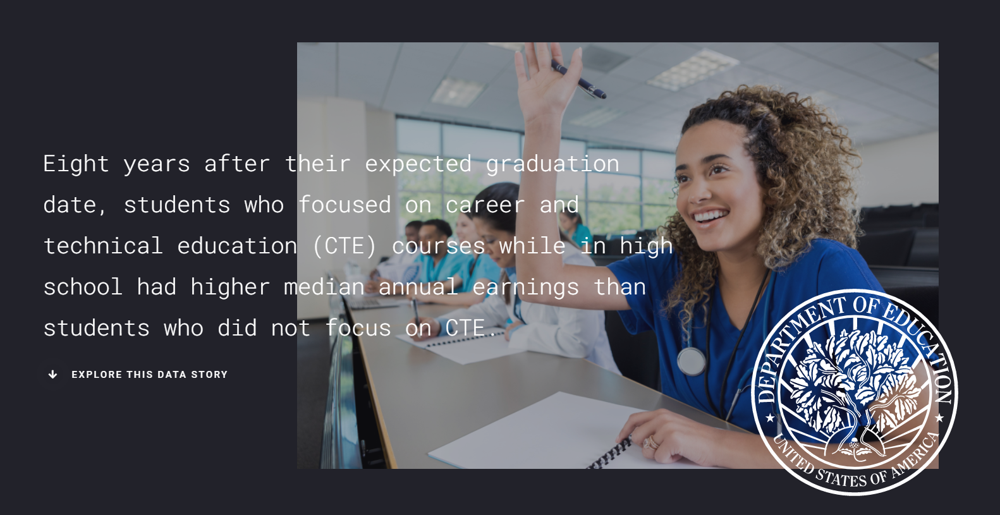 Eight years after their expected graduation
date, students who focused on career and
technical education (CTE) courses while in high
school had higher median annual earnings than
students who did not focus on CTE.
EXPLORE THIS DATA STORY
DEPARTMENT OF EDUCATION
UNITED STATES OF AMERICA